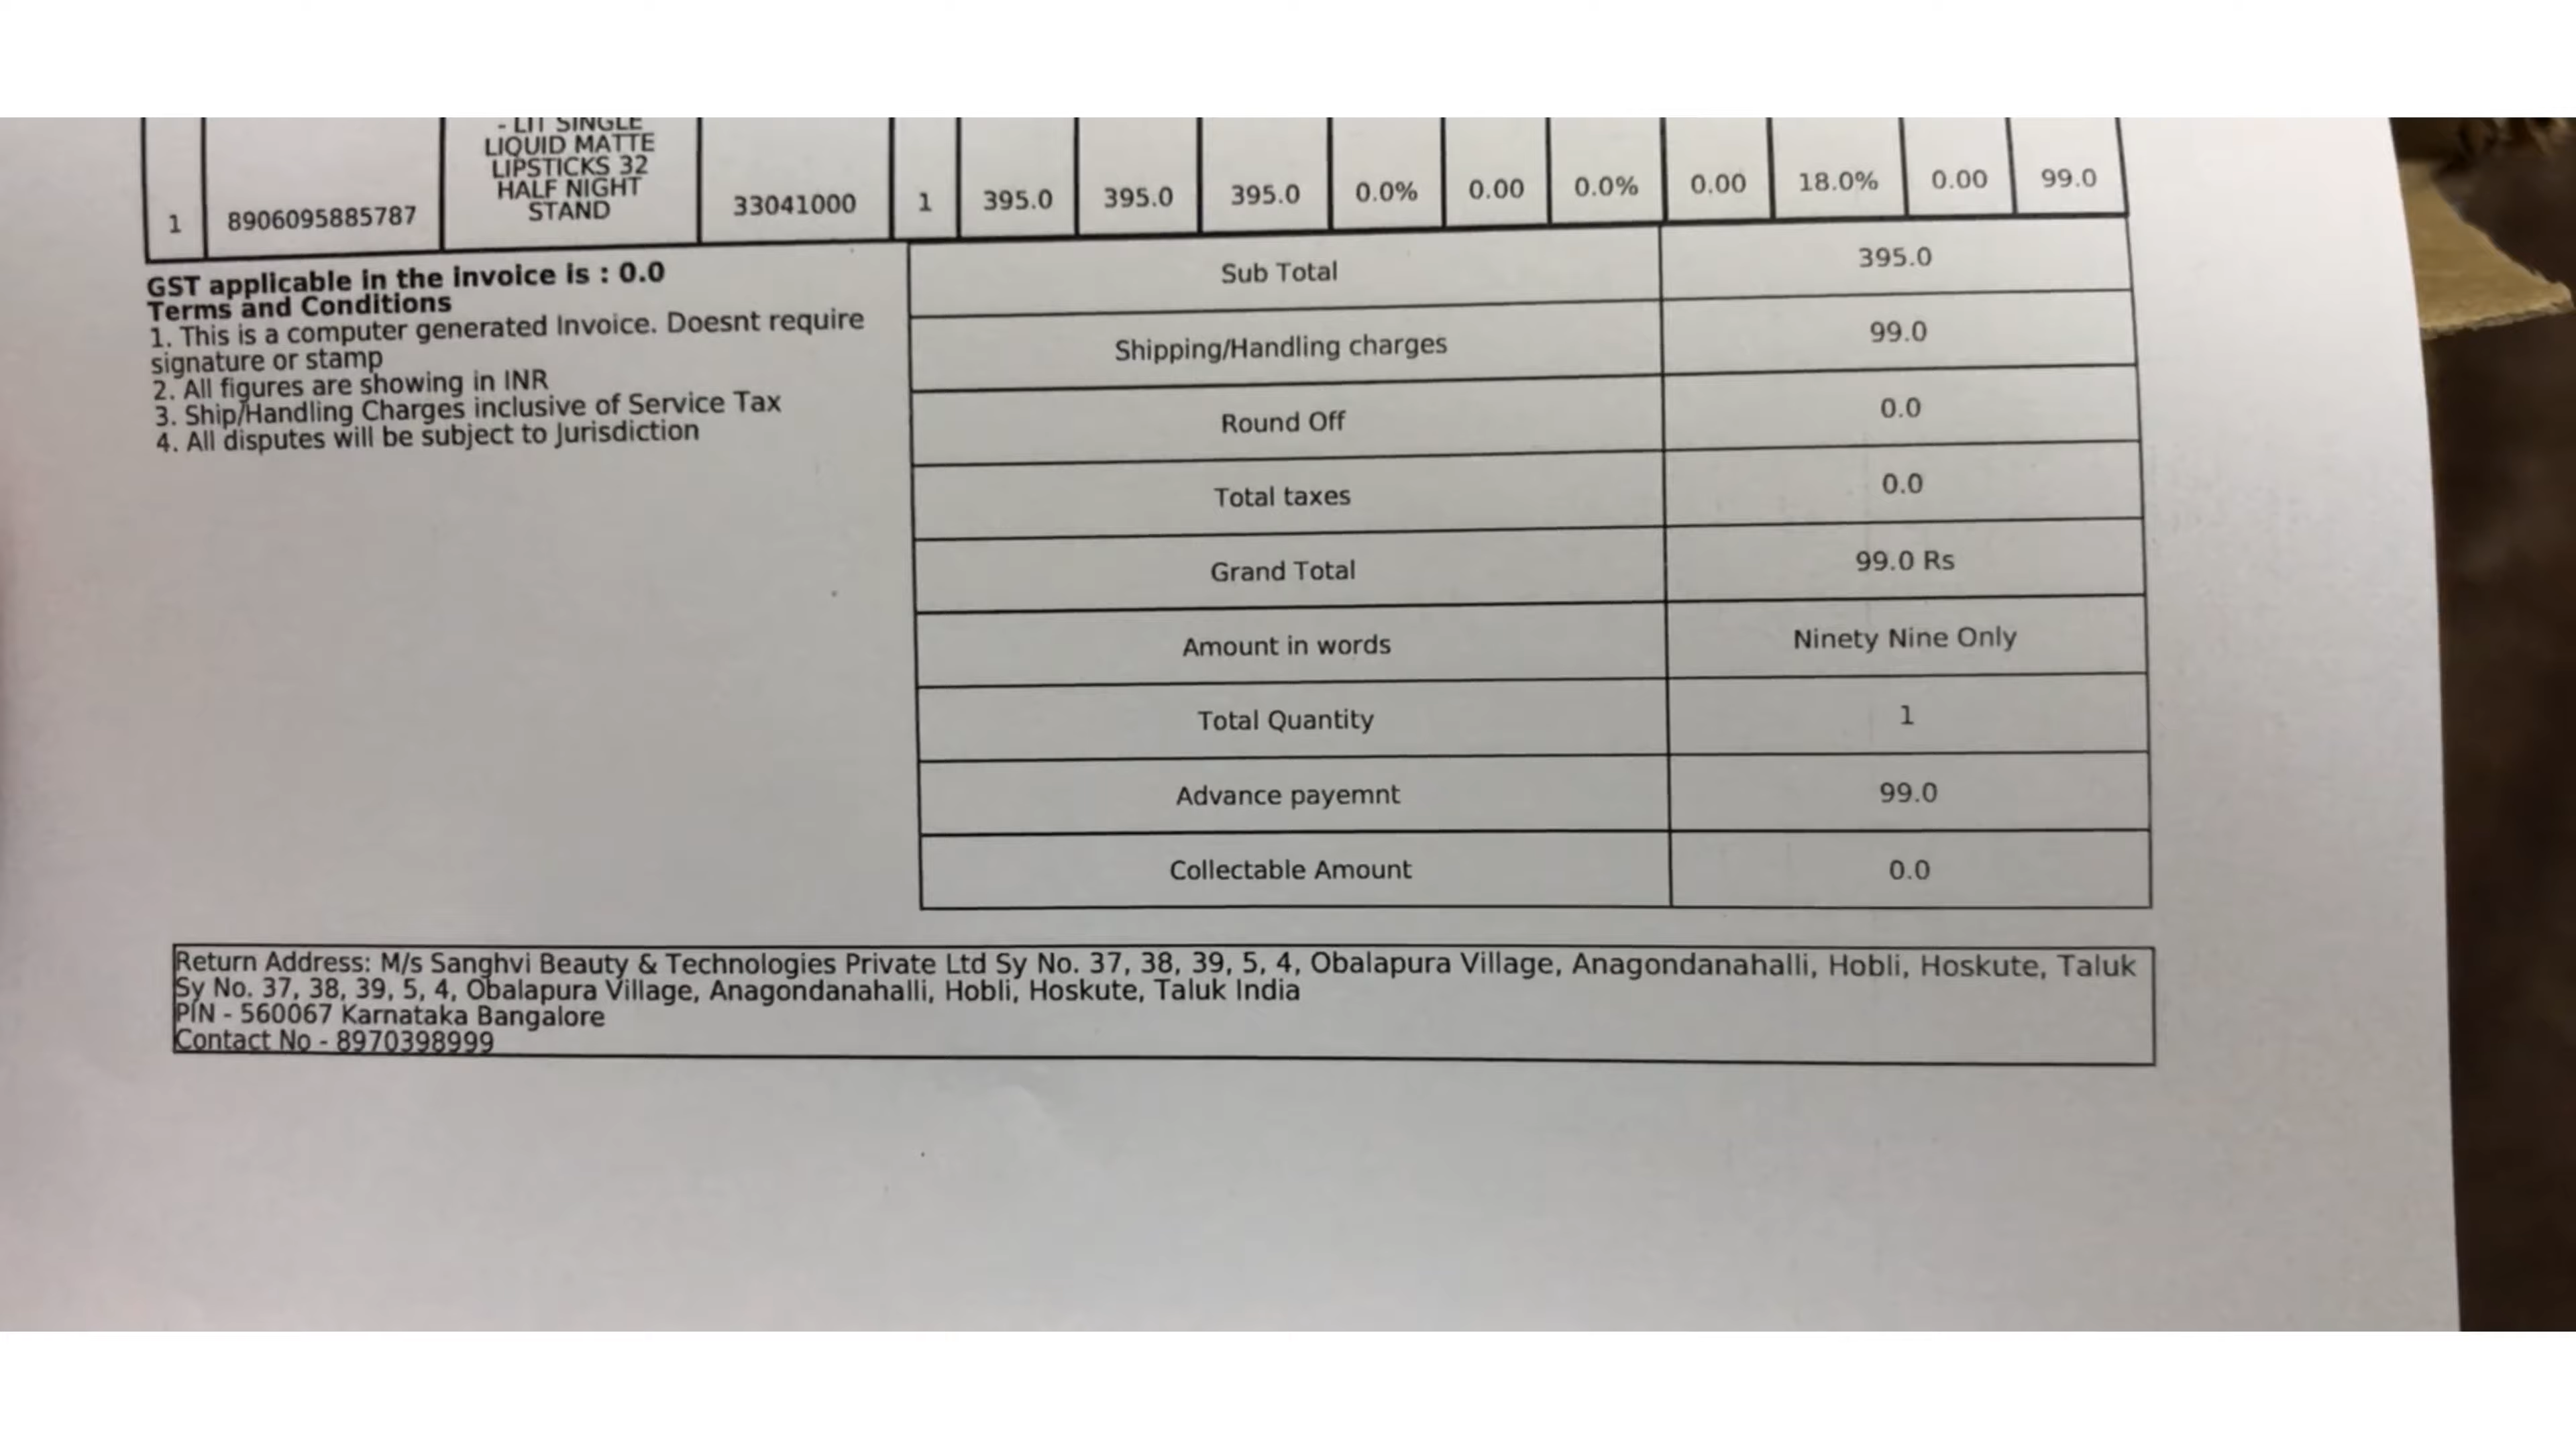 - LIT SINGLE
LIQUID MATTE
LIPSTICKS 32
HALF NIGHT
STAND
1 8906095885787 33041000 1 395.0 395.0 395.0 0.0% 0.00 0.0% 0.00 18.0% 0.00 99.0
GST applicable in the invoice is : 0.0
Terms and Conditions
1. This is a computer generated Invoice. Doesnt require
signature or stamp
2. All figures are showing in INR
3. Ship/Handling Charges inclusive of Service Tax
4. All disputes will be subject to Jurisdiction
Sub Total 395.0
Shipping/Handling charges 99.0
Round Off 0.0
Total taxes 0.0
Grand Total 99.0 Rs
Amount in words Ninety Nine Only
Total Quantity 1
Advance payemnt 99.0
Collectable Amount 0.0
Return Address: M/s Sanghvi Beauty & Technologies Private Ltd Sy No. 37, 38, 39, 5, 4, Obalapura Village, Anagondanahalli, Hobli, Hoskute, Taluk
Sy No. 37, 38, 39, 5, 4, Obalapura Village, Anagondanahalli, Hobli, Hoskute, Taluk India
PIN - 560067 Karnataka Bangalore
Contact No - 8970398999